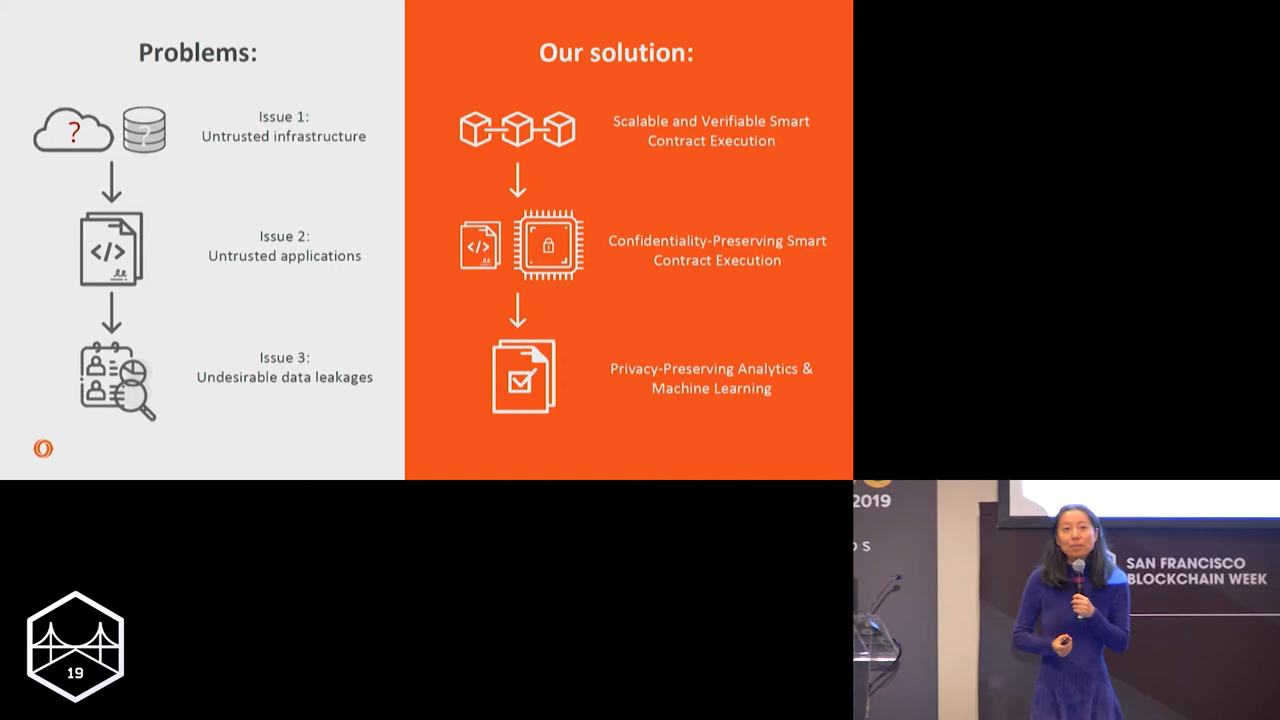 Problems:
?
?
Issue 1:
Untrusted infrastructure
</>
Issue 2:
Untrusted applications
Issue 3:
Undesirable data leakages
Our solution:
Scalable and Verifiable Smart
Contract Execution
</>
Confidentiality-Preserving Smart
Contract Execution
Privacy-Preserving Analytics &
Machine Learning
19
2019
SAN FRANCISCO
BLOCKCHAIN WEEK